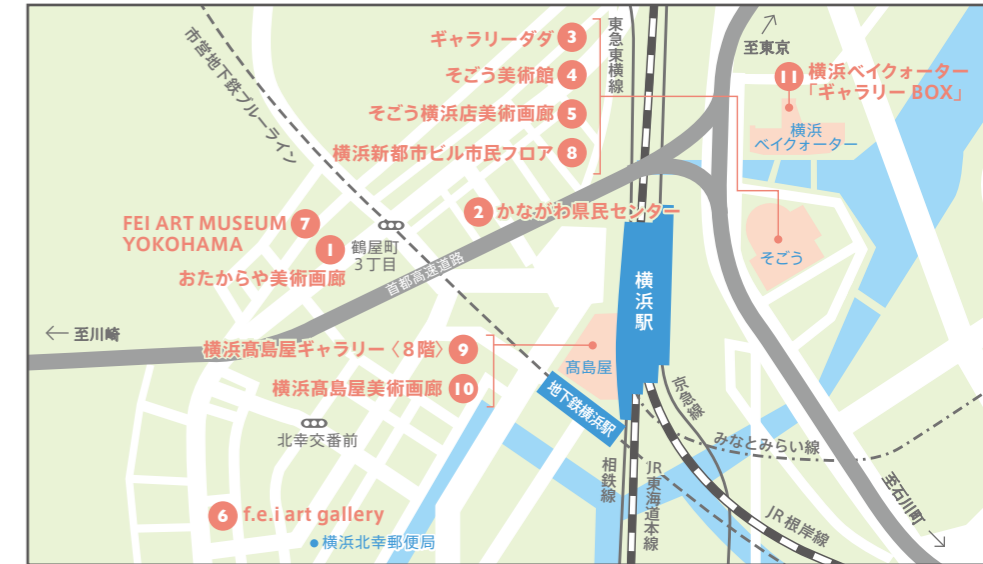 市営地下鉄ブルーライン
ギャラリーダダ 3
そごう美術館 4
そごう横浜店美術画廊 5
横浜新都市ビル市民フロア 8
東急東横線
至東京
11 横浜ベイクォーター
「ギャラリー BOX」
横浜
ベイクォーター
2 かながわ県民センター
FEI ART MUSEUM 7
YOKOHAMA
1
おたからや美術画廊
鶴屋町
3丁目
首都高速道路
横浜駅
そごう
至川崎
横浜髙島屋ギャラリー〈8階〉 9
横浜髙島屋美術画廊 10
髙島屋
地下鉄横浜駅
京急線
みなとみらい線
北幸交番前
相鉄線
JR東海道本線
JR根岸線
至石川町
6 f.e.i art gallery
横浜北幸郵便局